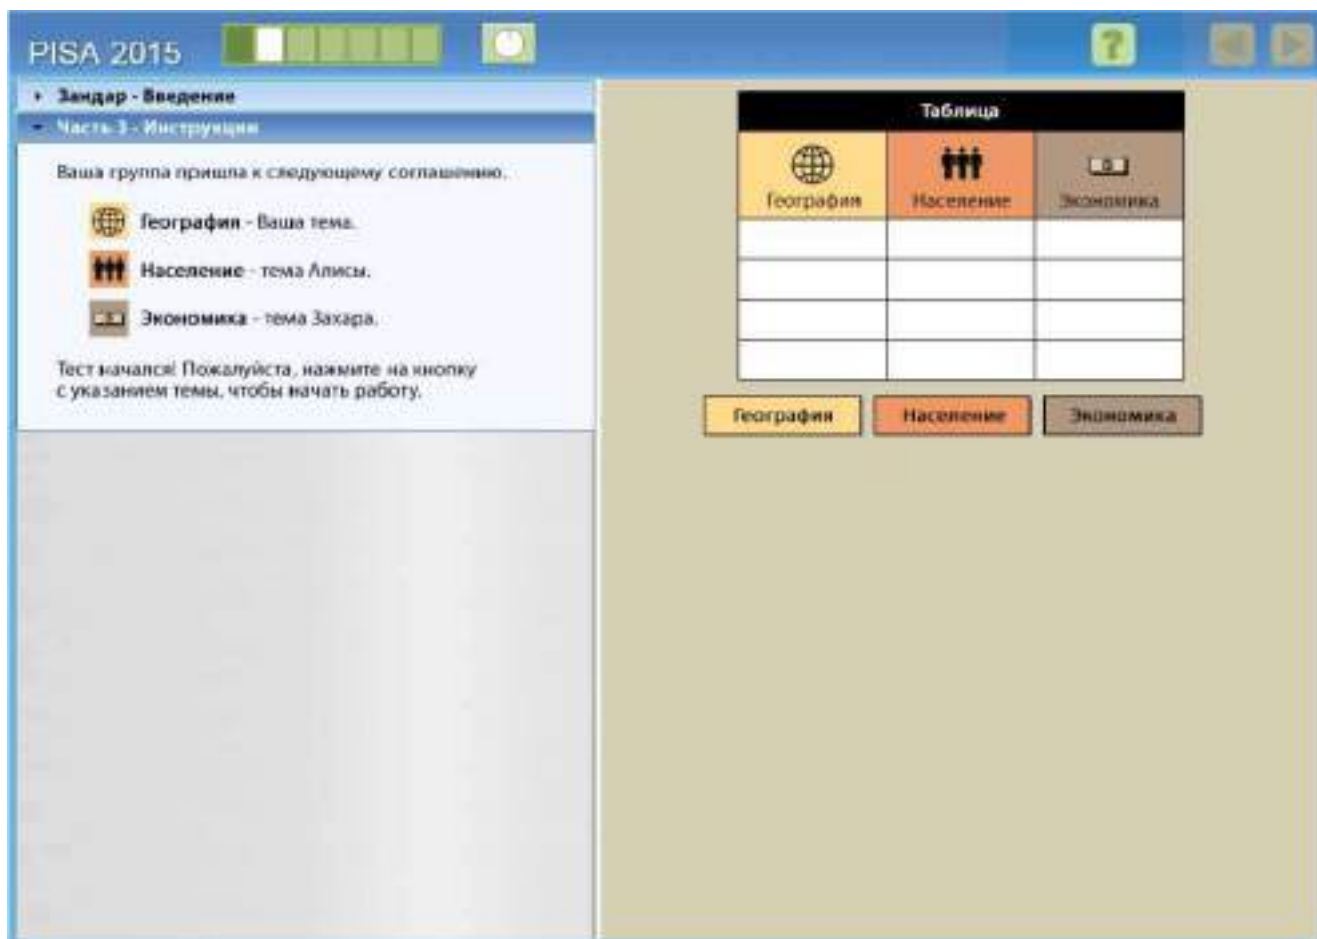 PISA 2015
?
Зандар - Введение
Часть 3 - Инструкции
Ваша группа пришла к следующему соглашению.
География - Ваша тема.
Население - тема Алисы.
Экономика - тема Захара.
Тест начался! Пожалуйста, нажмите на кнопку
с указанием темы, чтобы начать работу.
Таблица
География Население Экономика
География Население Экономика